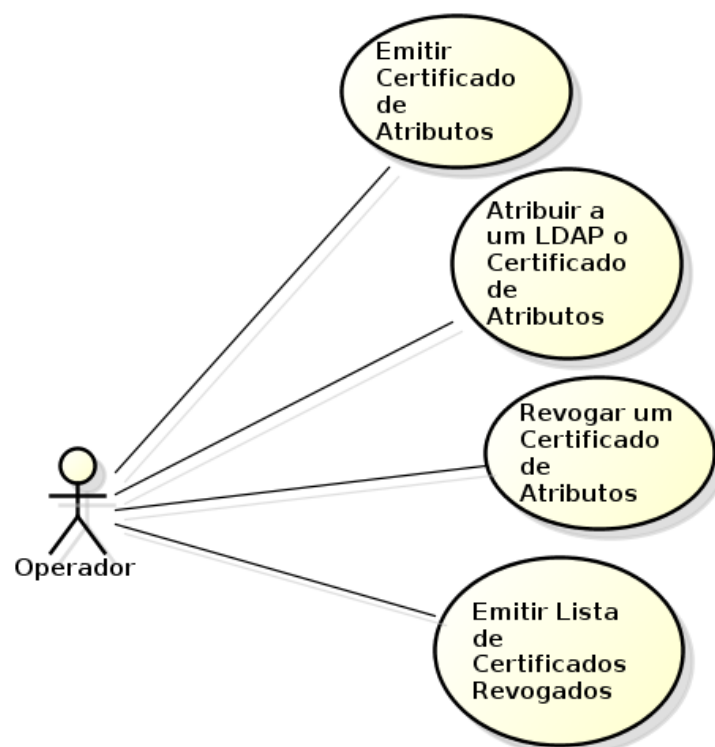 Emitir
Certificado
de
Atributos
Atribuir a
um LDAP o
Certificado
de
Atributos
Revogar um
Certificado
de
Atributos
Operador
Emitir Lista
de
Certificados
Revogados